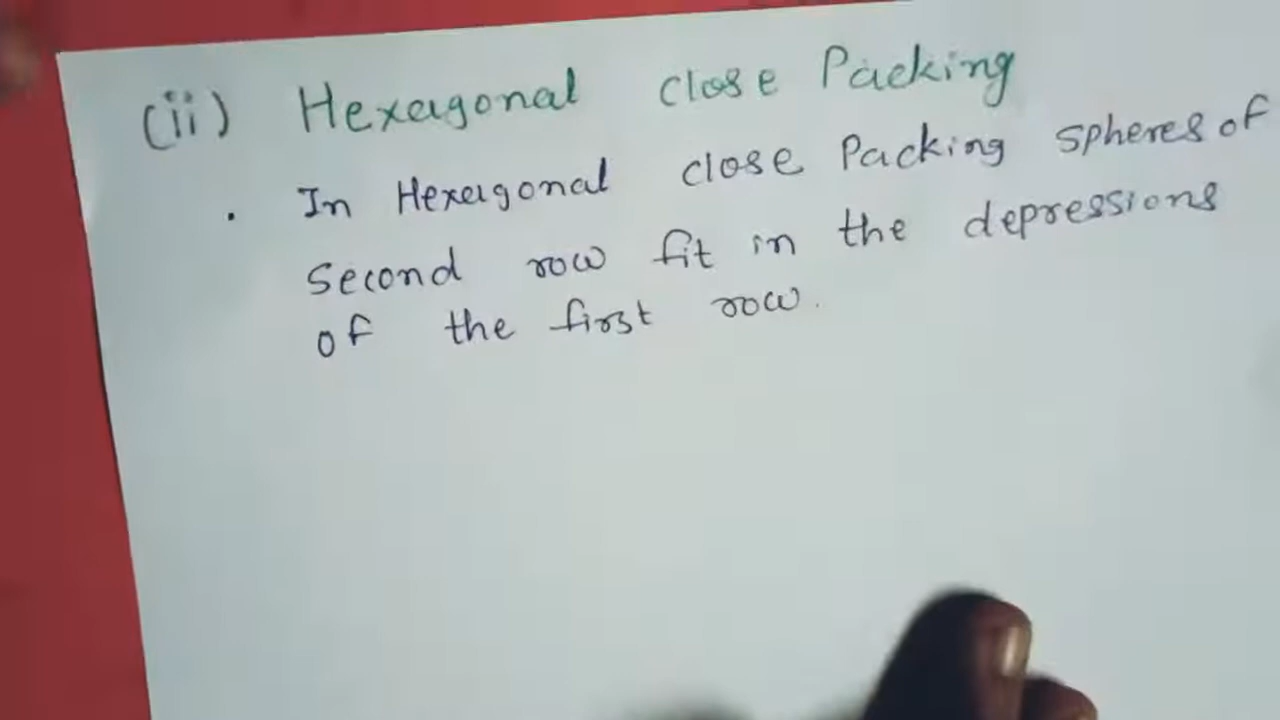 (ii) Hexagonal close Packing
. In Hexagonal close Packing spheres of
Second row fit in the depressions
of the first row.